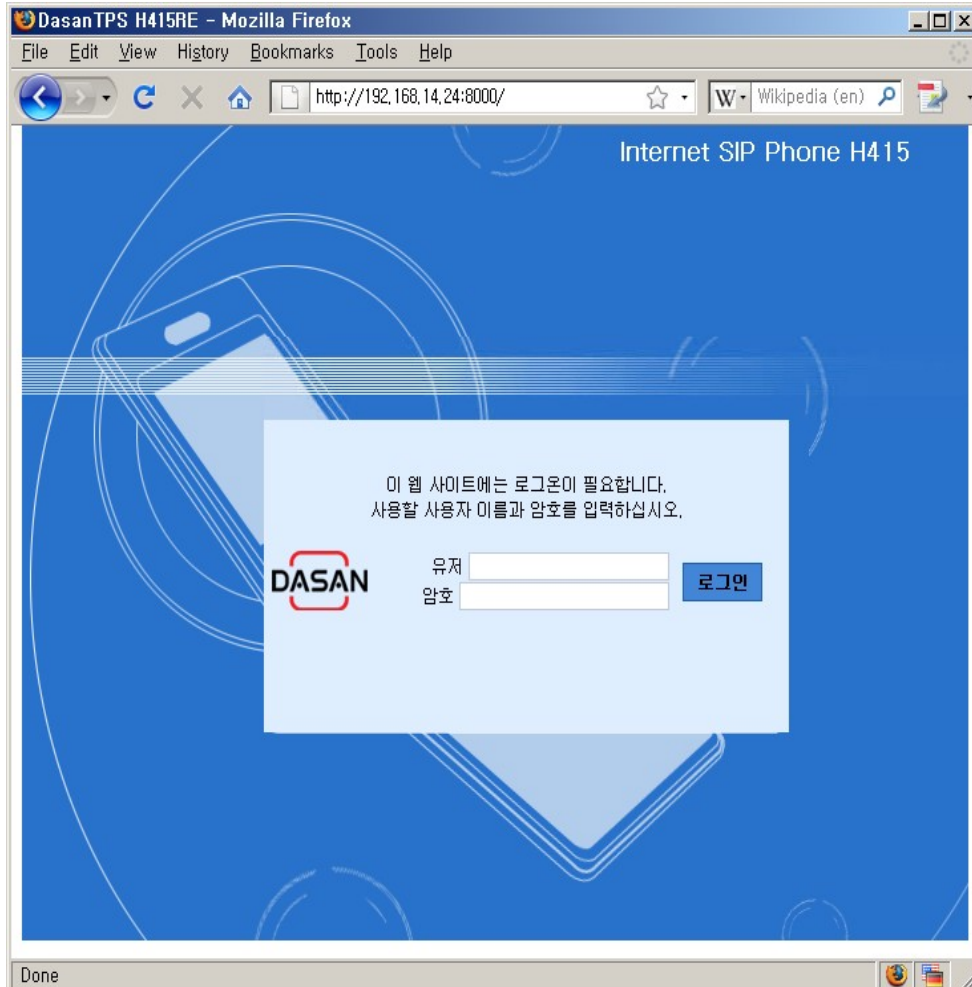 DasanTPS H415RE - Mozilla Firefox
File Edit View History Bookmarks Tools Help
http://192.168.14.24:8000/ W Wikipedia (en)
Internet SIP Phone H415
이 웹 사이트에는 로그온이 필요합니다.
사용할 사용자 이름과 암호를 입력하십시오.
유저
DASAN
로그인
암호
Done